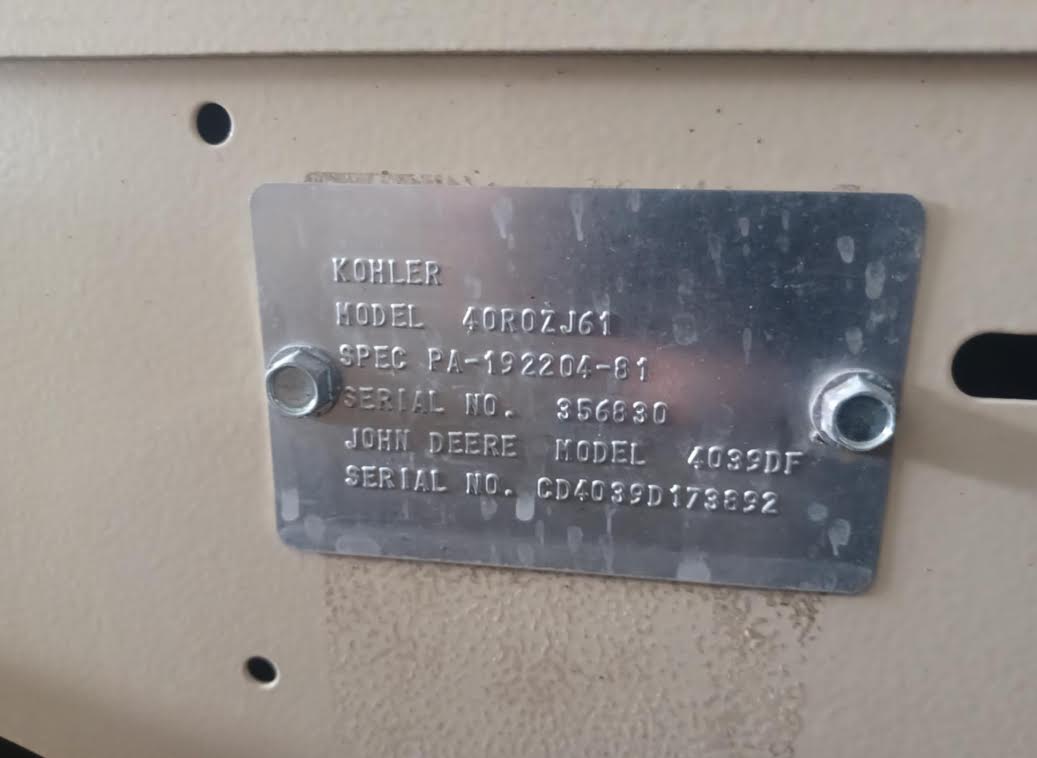 KOHLER
MODEL 40ROZJ61
SPEC PA-192204-81
SERIAL NO. 356830
JOHN DEERE MODEL 4039DF
SERIAL NO. CD4039D173892